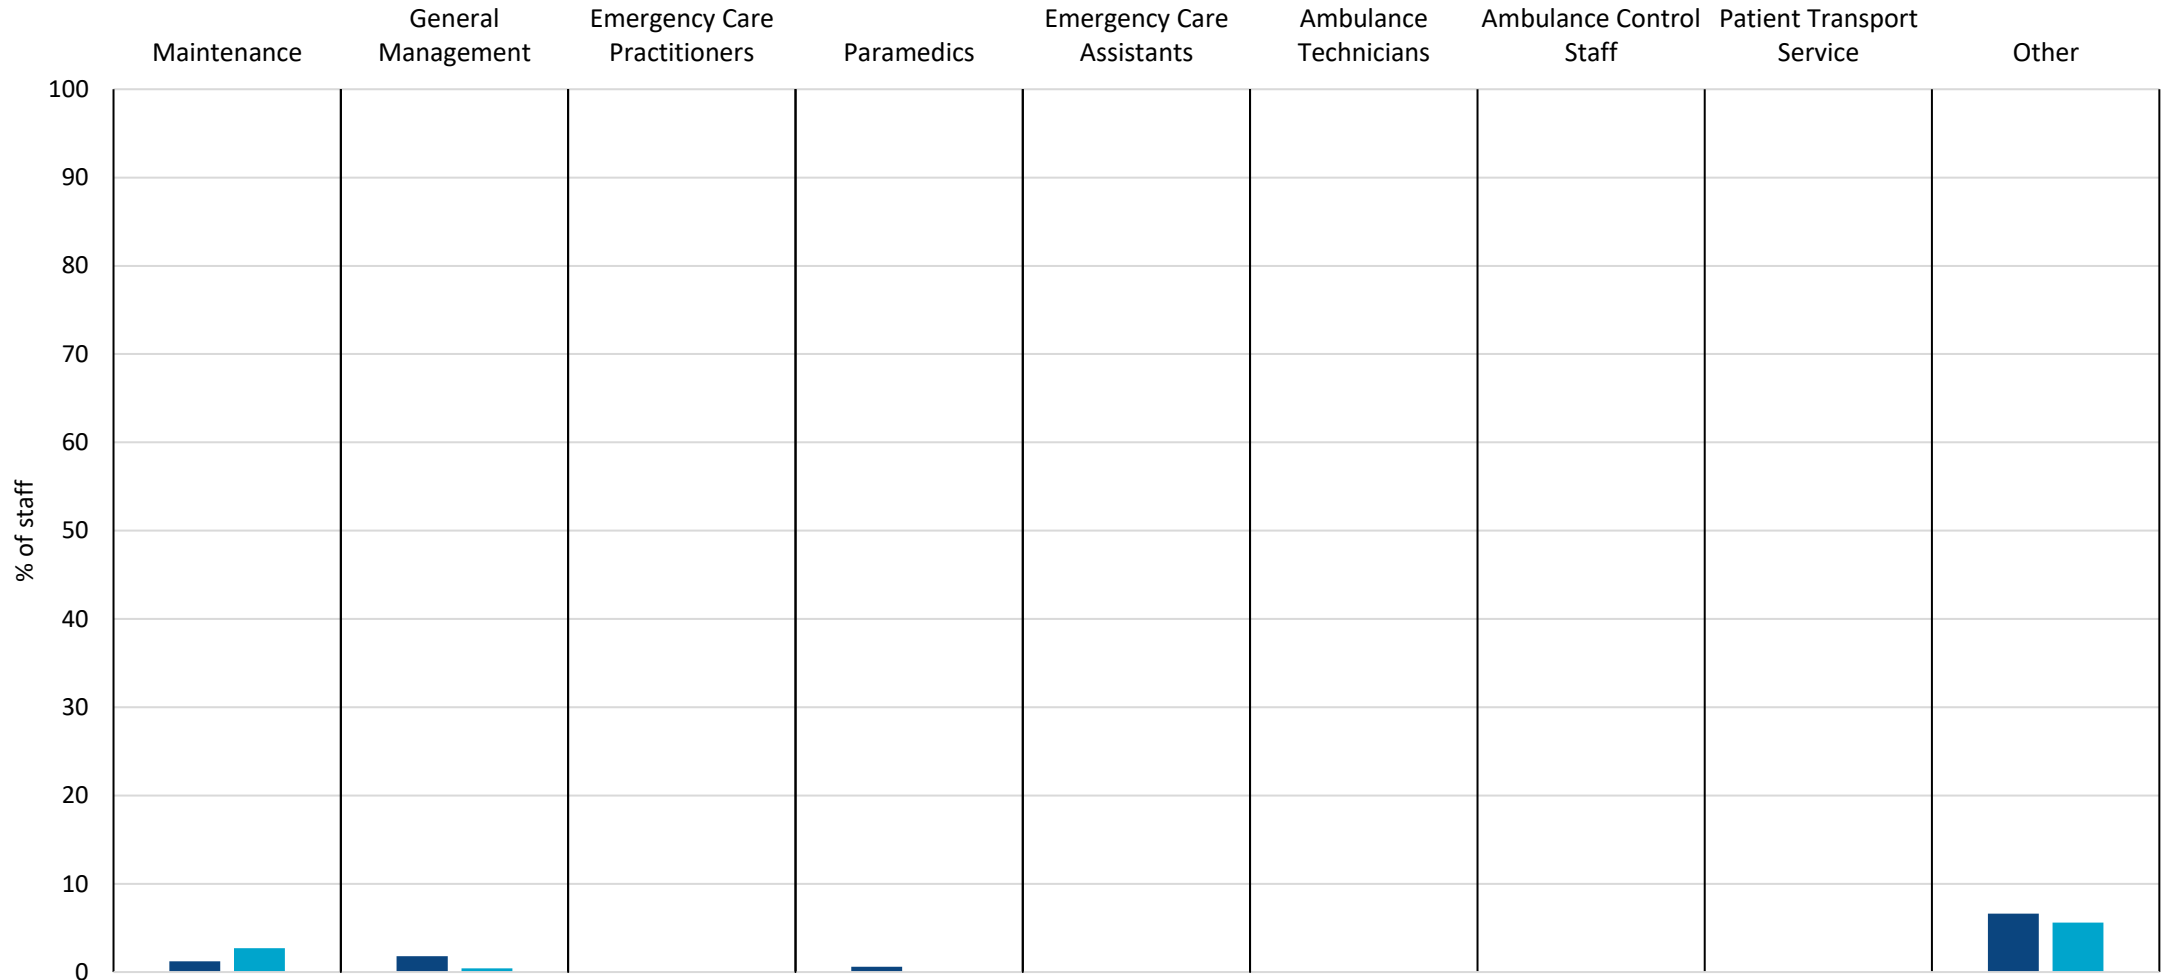 General
Emergency Care
Emergency Care
Ambulance
Ambulance Control
Patient Transport
Maintenance
Management
Practitioners
Paramedics
Assistants
Technicians
Staff
Service
Other
100
90
80
70
60
50
40
30
20
10
0
% of staff